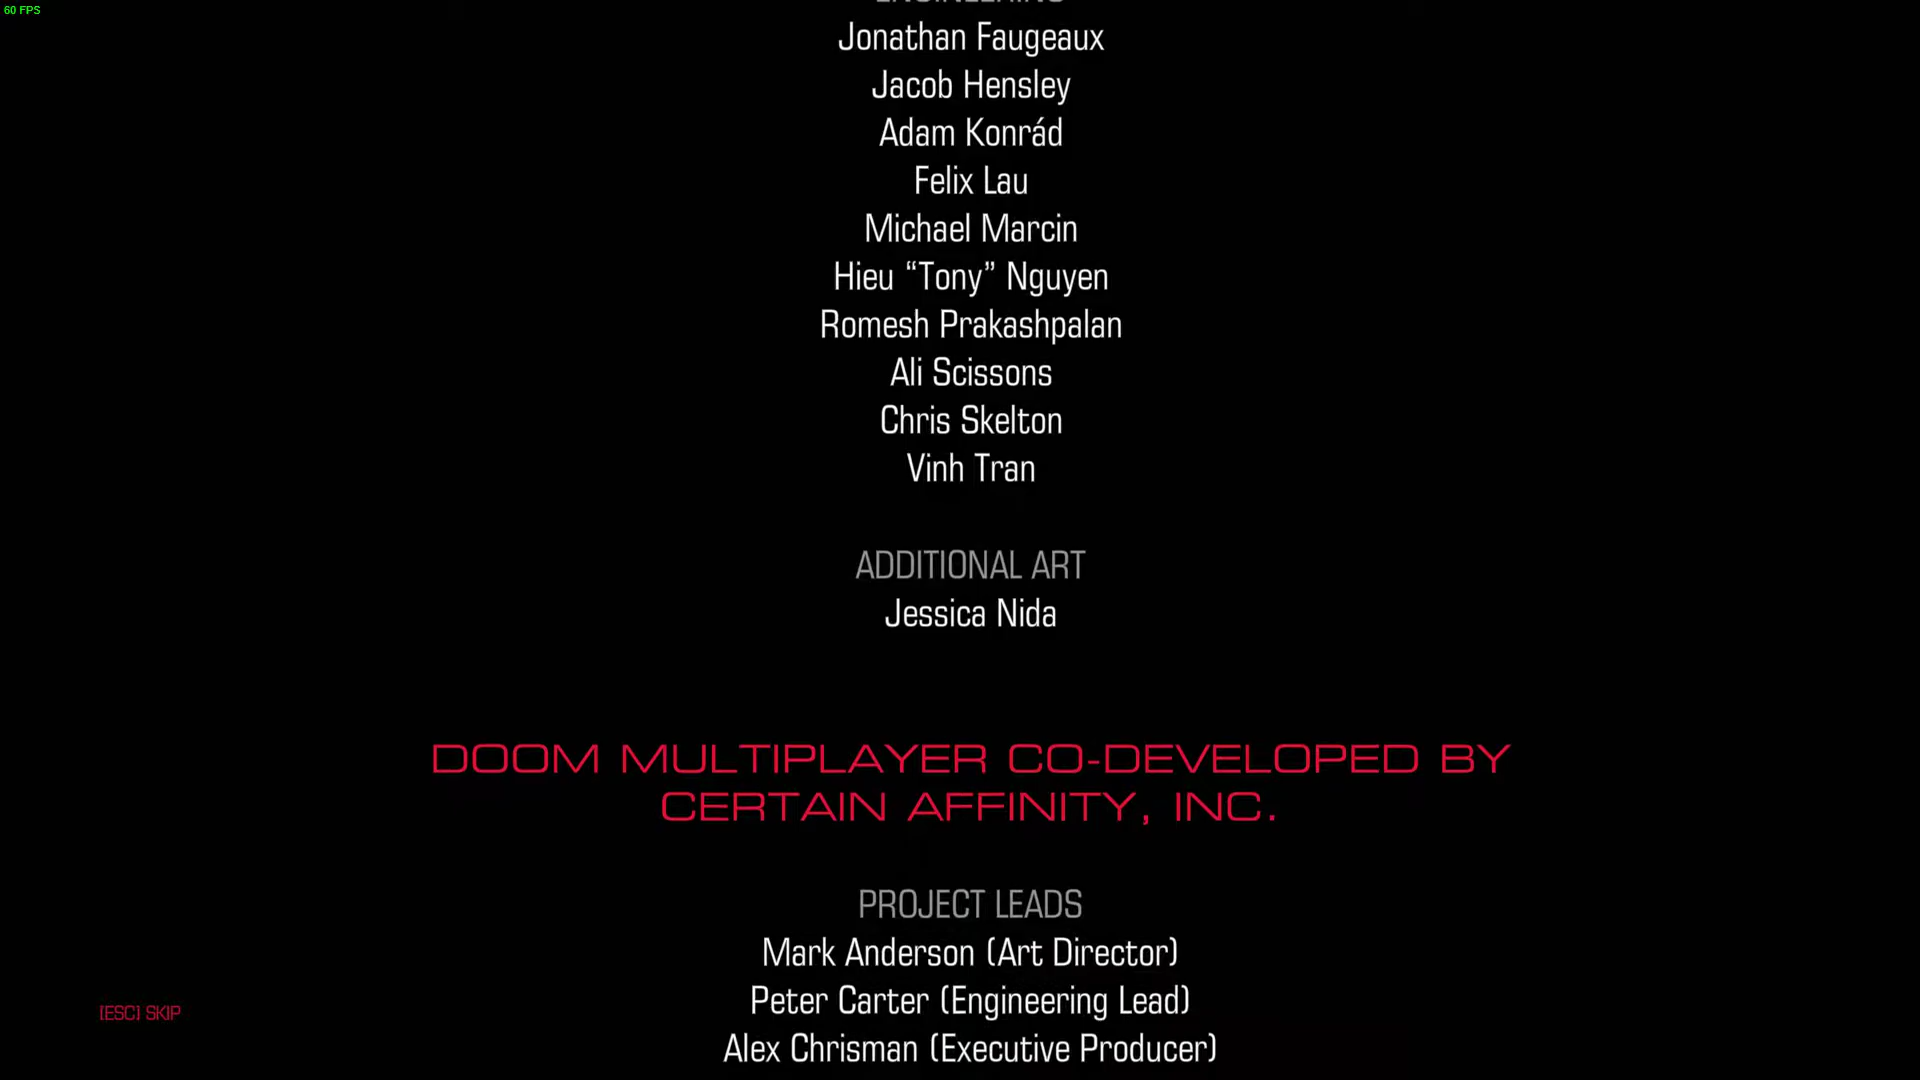 60 FPS
ENGINEERING
Jonathan Faugeaux
Jacob Hensley
Adam Konrád
Felix Lau
Michael Marcin
Hieu “Tony” Nguyen
Romesh Prakashpalan
Ali Scissons
Chris Skelton
Vinh Tran
ADDITIONAL ART
Jessica Nida
DOOM MULTIPLAYER CO-DEVELOPED BY
CERTAIN AFFINITY, INC.
PROJECT LEADS
Mark Anderson (Art Director)
Peter Carter (Engineering Lead)
Alex Chrisman (Executive Producer)
[ESC] SKIP